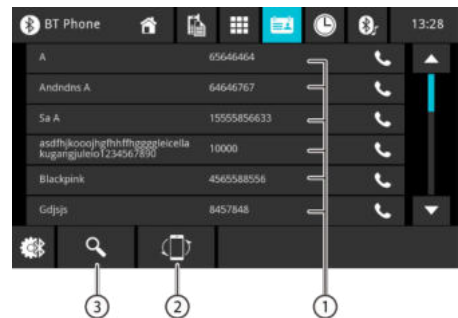 BT Phone 13:28
A 65646464
Andndns A 64646767
Sa A 15555856633
asdfhjkooojhgfhhffhggggleicella
kugangjuleio1234567890 10000
Blackpink 4565588556
Gdjsjs 8457848
3 2 1